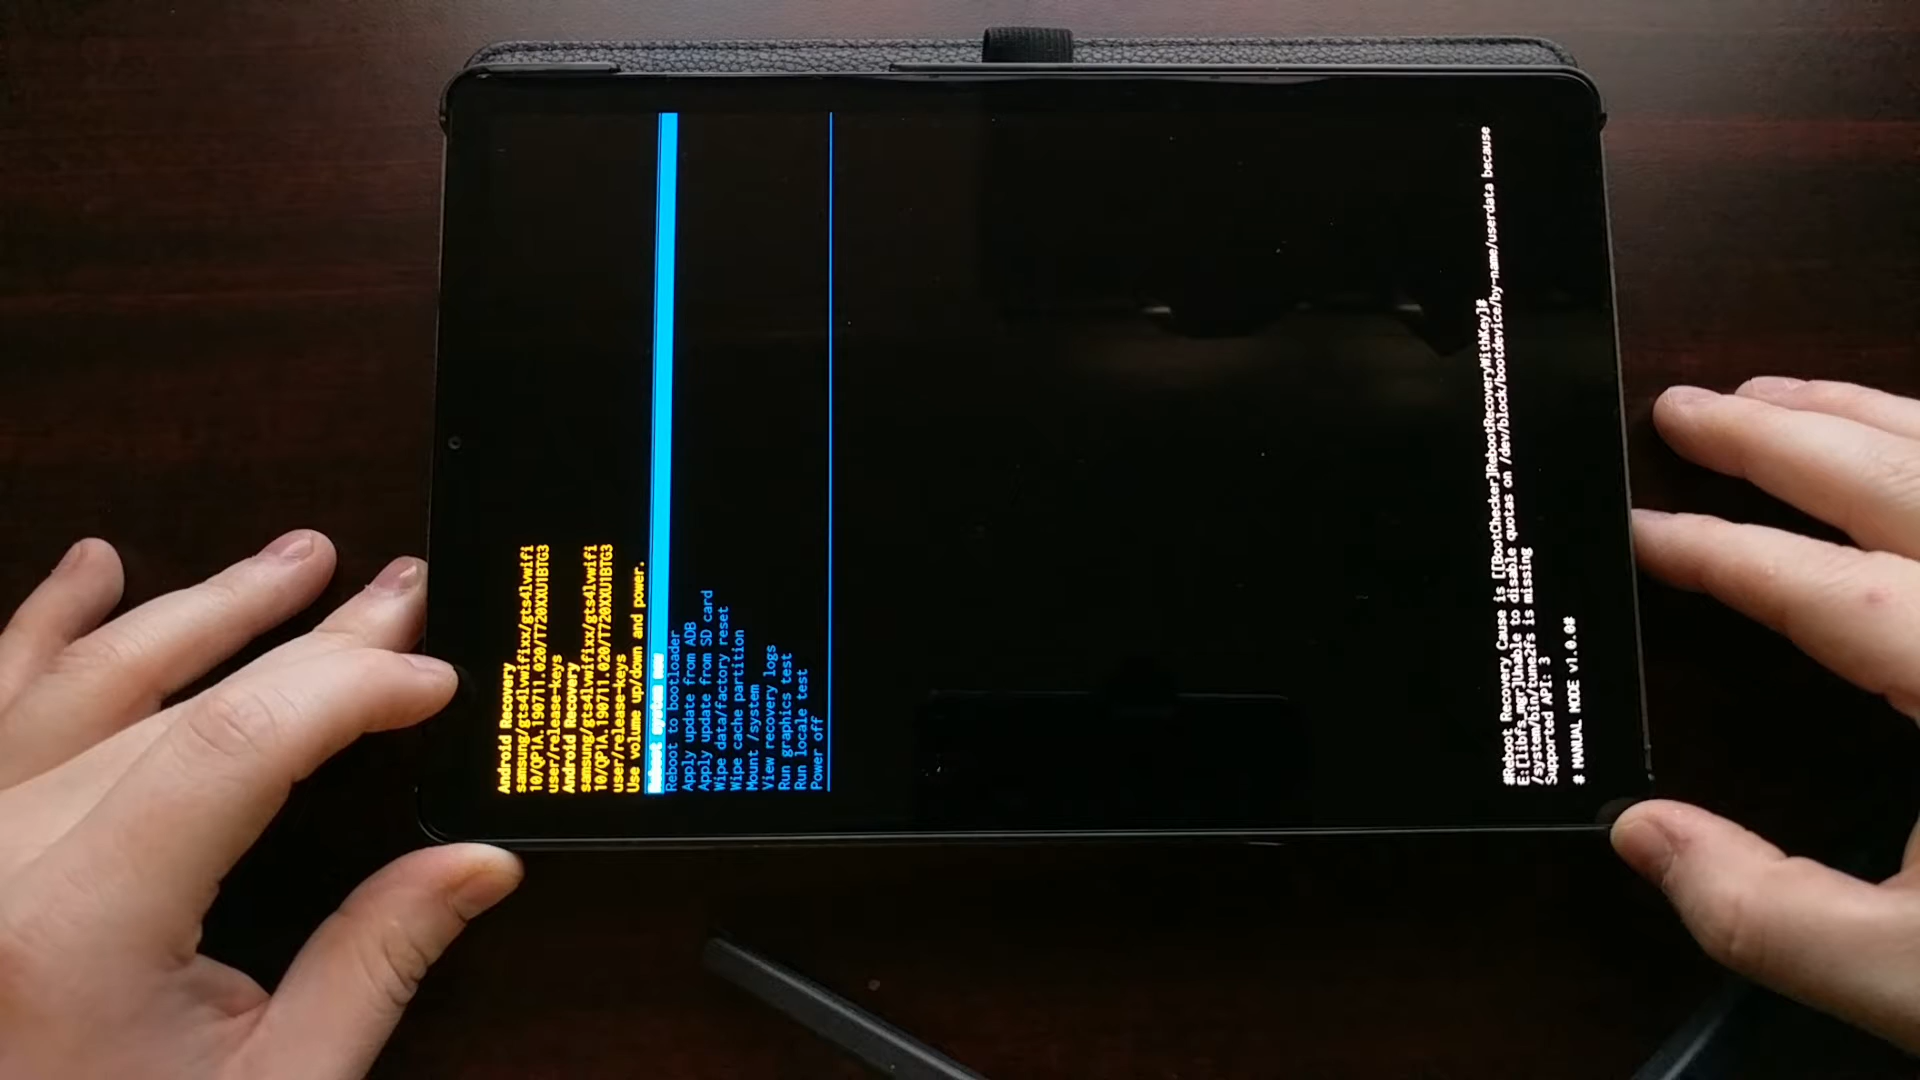 Android Recovery
samsung/gts4lvwifixx/gts4lvwifi
10/QP1A.190711.020/T720XXU1BTG3
user/release-keys
Android Recovery
samsung/gts4lvwifixx/gts4lvwifi
10/QP1A.190711.020/T720XXU1BTG3
user/release-keys
Use volume up/down and power.
Reboot system now
Reboot to bootloader
Apply update from ADB
Apply update from SD card
Wipe data/factory reset
Wipe cache partition
Mount /system
View recovery logs
Run graphics test
Run locale test
Power off
#Reboot Recovery Cause is [[BootChecker]RebootRecoveryWithKey]#
E:[libfs_mgr]Unable to disable quotas on /dev/block/bootdevice/by-name/userdata because
/system/bin/tune2fs is missing
Supported API: 3
# MANUAL MODE v1.0.0#